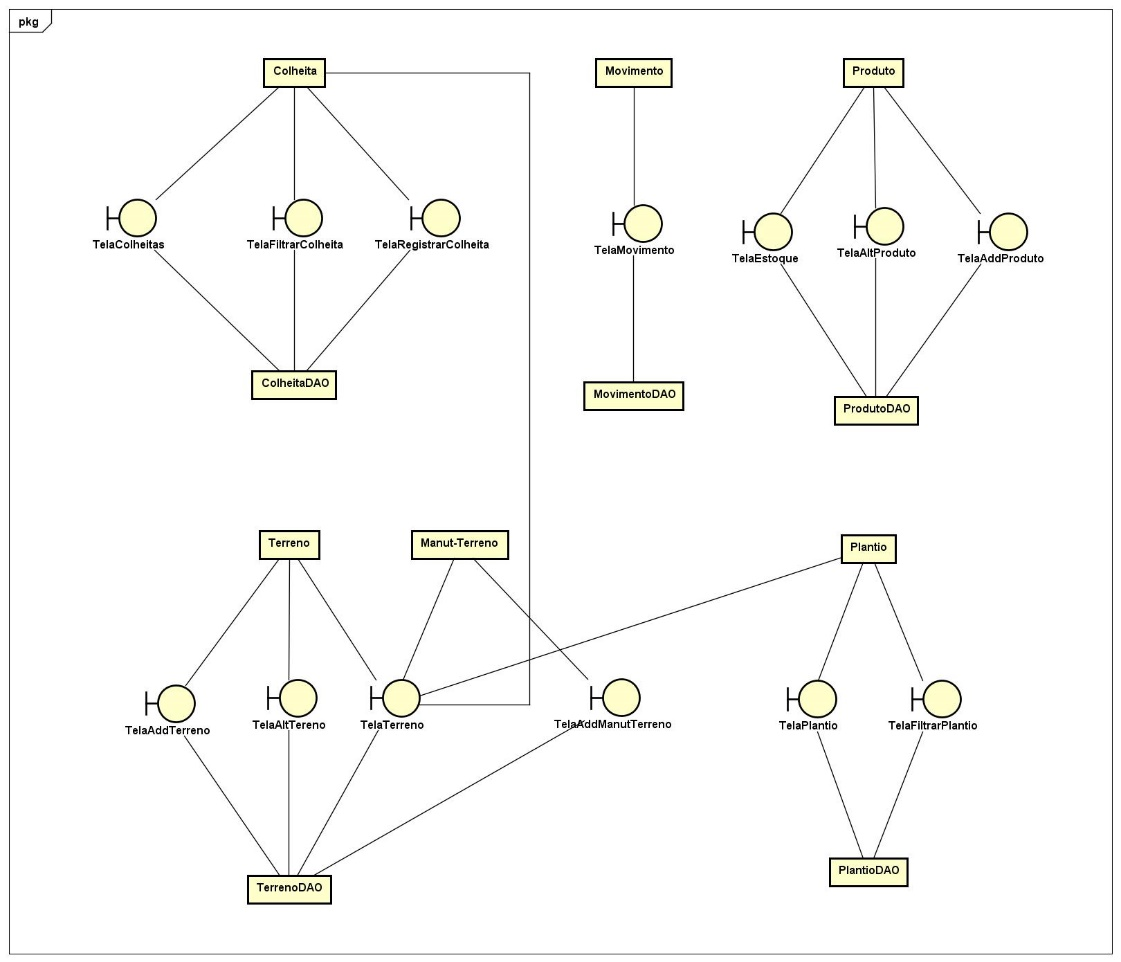 pkg
Colheita
Movimento
Produto
TelaColheitas
TelaFiltrarColheita
TelaRegistrarColheita
TelaMovimento
TelaEstoque
TelaAltProduto
TelaAddProduto
ColheitaDAO
MovimentoDAO
ProdutoDAO
Terreno
Manut-Terreno
Plantio
TelaAddTerreno
TelaAltTereno
TelaTerreno
TelaAddManutTerreno
TelaPlantio
TelaFiltrarPlantio
TerrenoDAO
PlantioDAO